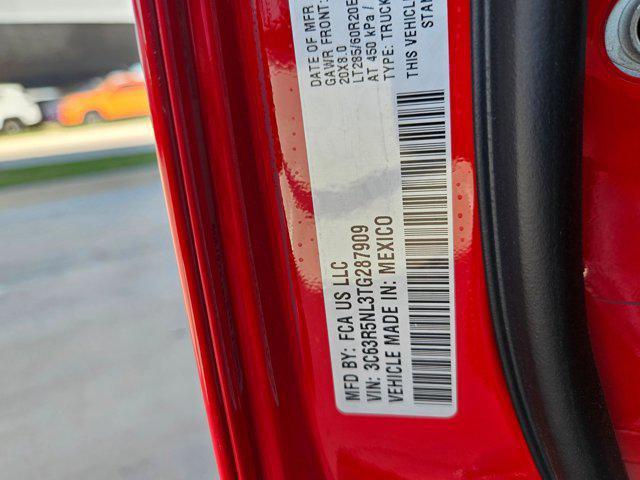 DATE OF MFR
GAWR FRONT:
20X8.0
LT285/60R20E
AT 450 kPa /
TYPE: TRUCK
THIS VEHICLE
MFD BY: FCA US LLC
VIN: 3C63R5NL3TG287909
VEHICLE MADE IN: MEXICO